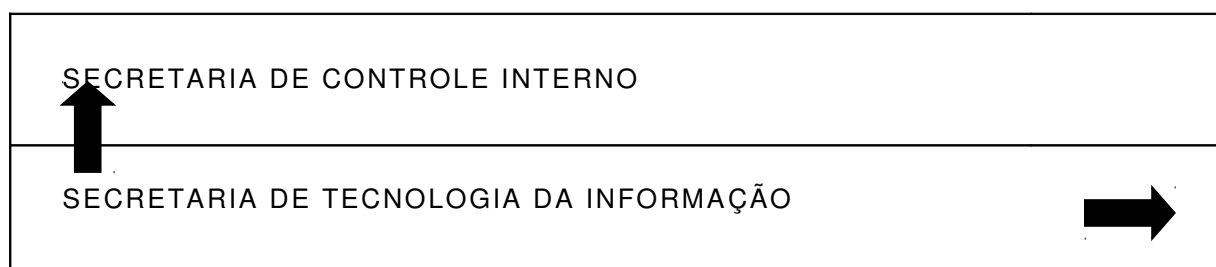 SECRETARIA DE CONTROLE INTERNO
SECRETARIA DE TECNOLOGIA DA INFORMAÇÃO